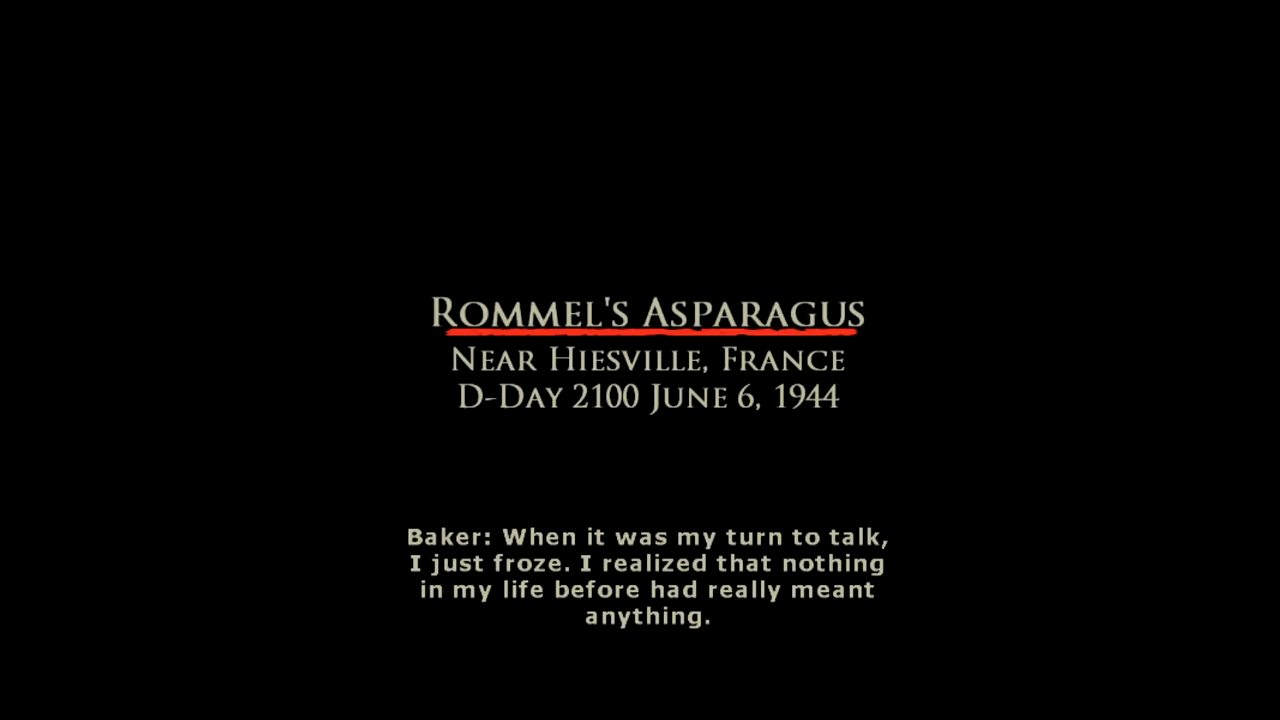 Rommel's Asparagus
Near Hiesville, France
D-Day 2100 June 6, 1944
Baker: When it was my turn to talk,
I just froze. I realized that nothing
in my life before had really meant
anything.